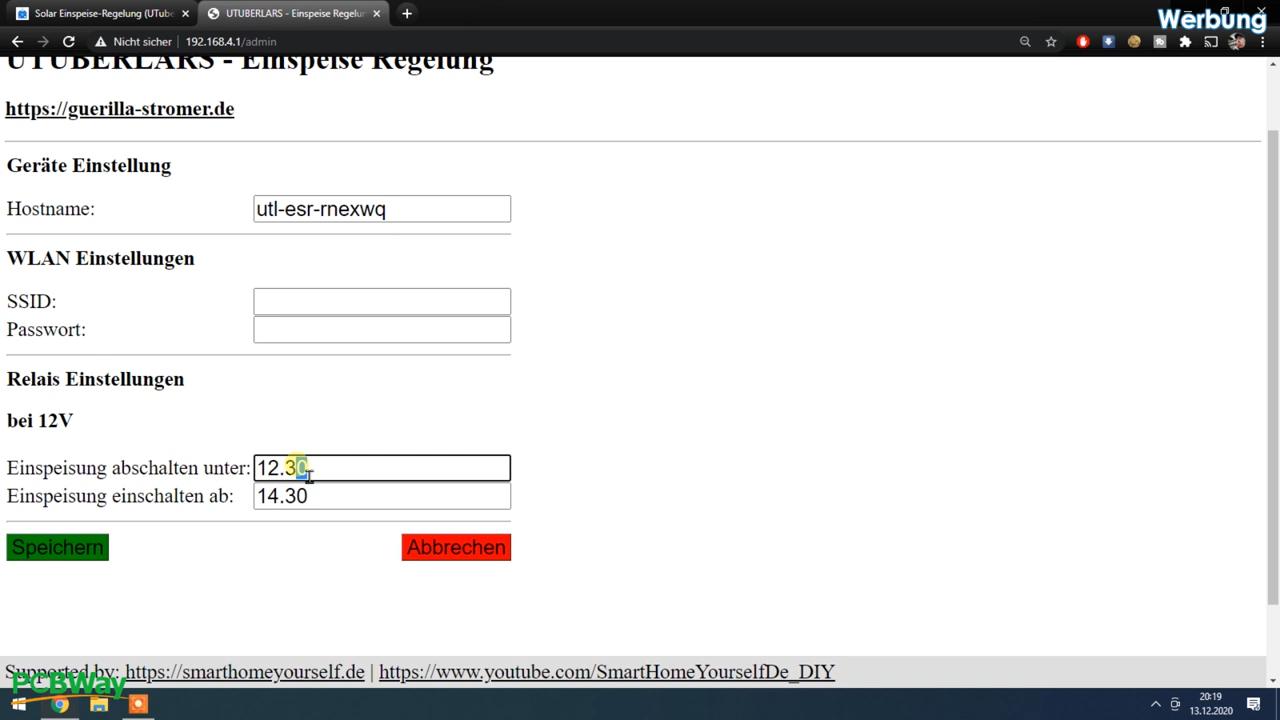 Solar Einspeise-Regelung (UTube
UTUBERLARS - Einspeise Regelun
Werbung
Nicht sicher
192.168.4.1/admin
UTUBERLARS - Einspeise Regelung
https://guerilla-stromer.de
Geräte Einstellung
Hostname:
utl-esr-rnexwq
WLAN Einstellungen
SSID:
Passwort:
Relais Einstellungen
bei 12V
Einspeisung abschalten unter: 12.30
Einspeisung einschalten ab: 14.30
Speichern
Abbrechen
Supported by: https://smarthomeyourself.de | https://www.youtube.com/SmartHomeYourselfDe_DIY
PCBWay
20:19
13.12.2020